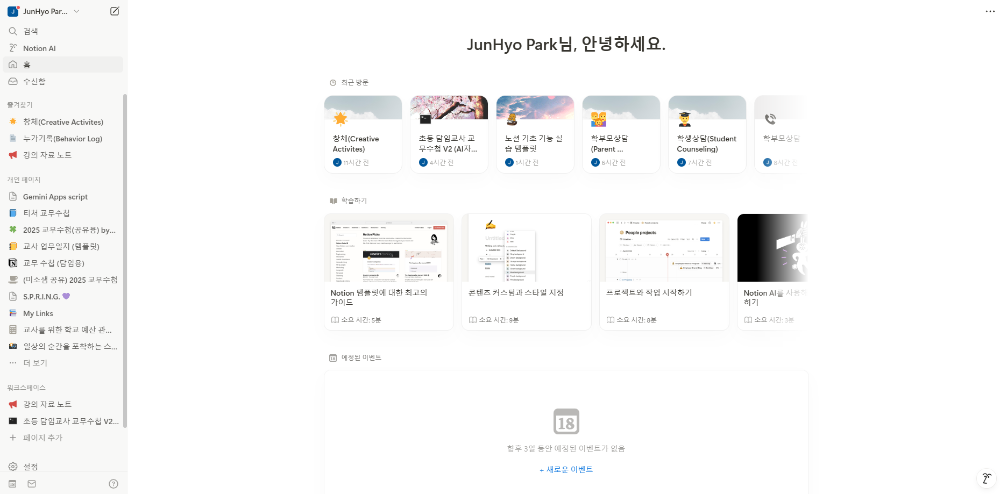 J JunHyo Par...
검색
Notion AI
홈
수신함
즐겨찾기
창체(Creative Activites)
누가기록(Behavior Log)
강의 자료 노트
개인 페이지
Gemini Apps script
티처 교무수첩
2025 교무수첩(공유용) by...
교사 업무일지 (템플릿)
교무 수첩 (담임용)
(미소샘 공유) 2025 교무수첩
S.P.R.I.N.G. 💜
My Links
교사를 위한 학교 예산 관...
일상의 순간을 포착하는 스...
더 보기
워크스페이스
강의 자료 노트
초등 담임교사 교무수첩 V2...
페이지 추가
설정
18
JunHyo Park님, 안녕하세요.
최근 방문
창체(Creative
Activites)
J 11시간 전
초등 담임교사 교
무수첩 V2 (AI자...
J 4시간 전
노션 기초 기능 실
습 템플릿
J 1시간 전
학부모상담
(Parent ...
J 6시간 전
학생상담(Student
Counseling)
J 7시간 전
학부모상담
J 8시간 전
학습하기
Notion Picks
Notion 템플릿에 대한 최고의
가이드
소요 시간: 5분
Untitled
Default background
콘텐츠 커스텀과 스타일 지정
소요 시간: 9분
People projects
프로젝트와 작업 시작하기
소요 시간: 8분
Notion AI를 사용하
히기
소요 시간: 3분
18 예정된 이벤트
18
향후 3일 동안 예정된 이벤트가 없음
+ 새로운 이벤트